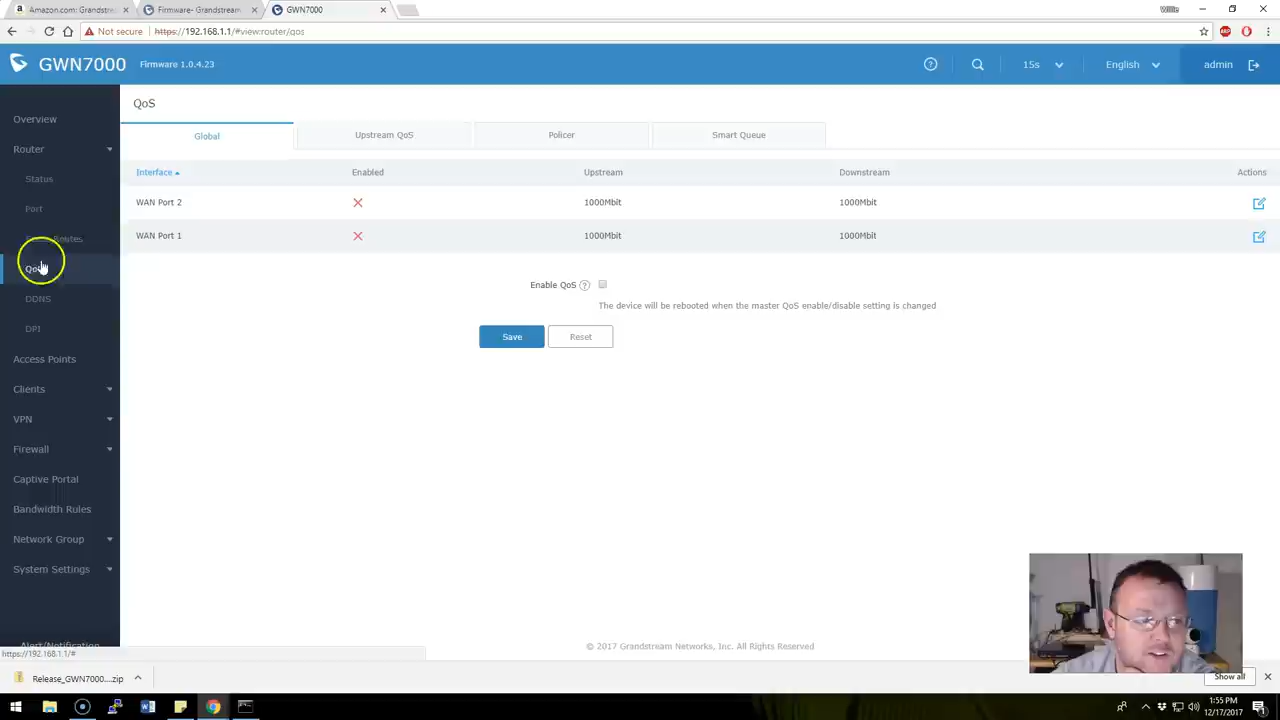 Amazon.com: Grandstre
Firmware- Grandstream
GWN7000
Willie
Not secure
https://192.168.1.1/#view:router/qos
ABP
GWN7000
Firmware 1.0.4.23
15s
English
admin
Overview
Router
Status
Port
Routes
QoS
DDNS
DPI
Access Points
Clients
VPN
Firewall
Captive Portal
Bandwidth Rules
Network Group
System Settings
Alert/Notification
QoS
Global
Upstream QoS
Policer
Smart Queue
Interface
Enabled
Upstream
Downstream
Actions
WAN Port 2
1000Mbit
1000Mbit
WAN Port 1
1000Mbit
1000Mbit
Enable QoS
The device will be rebooted when the master QoS enable/disable setting is changed
Save
Reset
© 2017 Grandstream Networks, Inc. All Rights Reserved
https://192.168.1.1/#
Release_GWN7000....zip
Show all
1:55 PM
12/17/2017